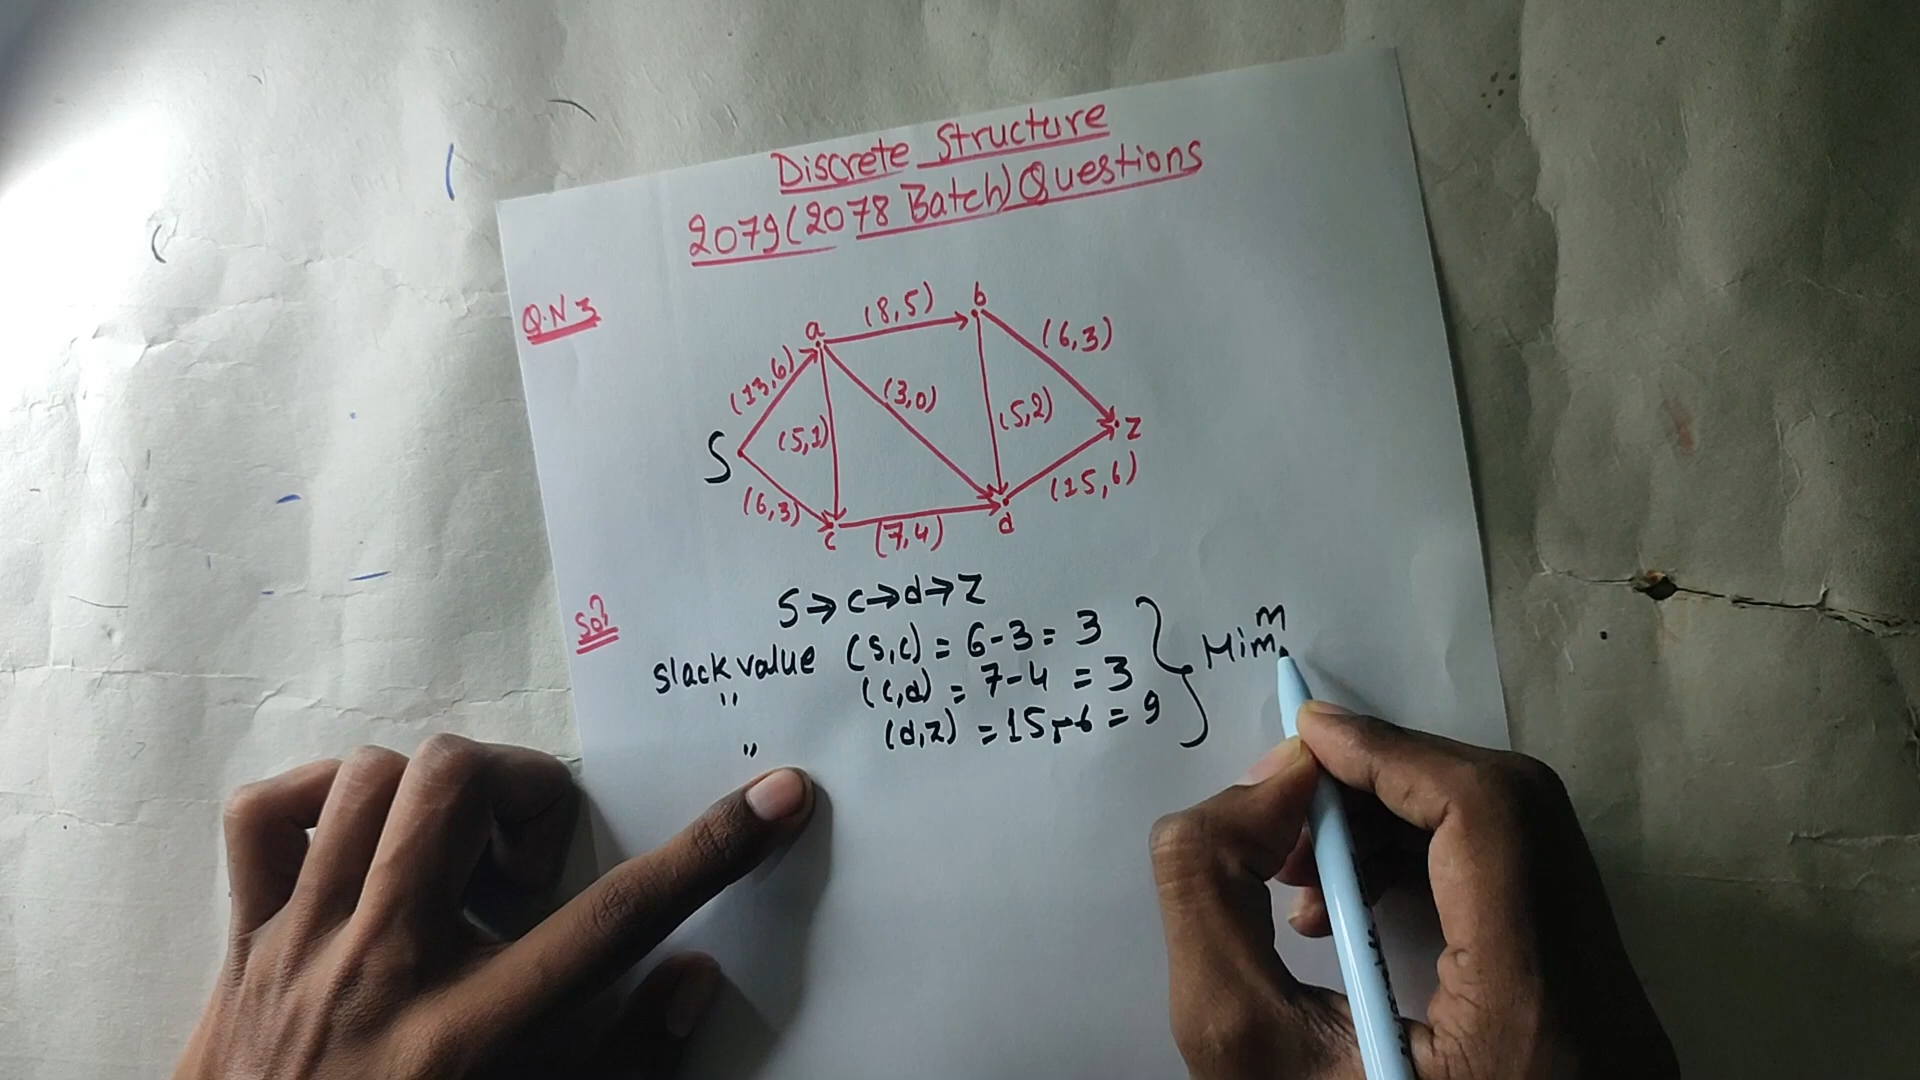 Discrete Structure
2079(2078 Batch) Questions
Q.N 3
a
(8,5)
b
(6,3)
(13,6)
(5,1)
(3,0)
(5,2)
S
z
(6,3)
c
(7,4)
d
(15,6)
Sol
S→c→d→z
Slack value (s,c) = 6-3 = 3
" (c,d) = 7-4 = 3
" (d,z) = 15-6 = 9
Mim m